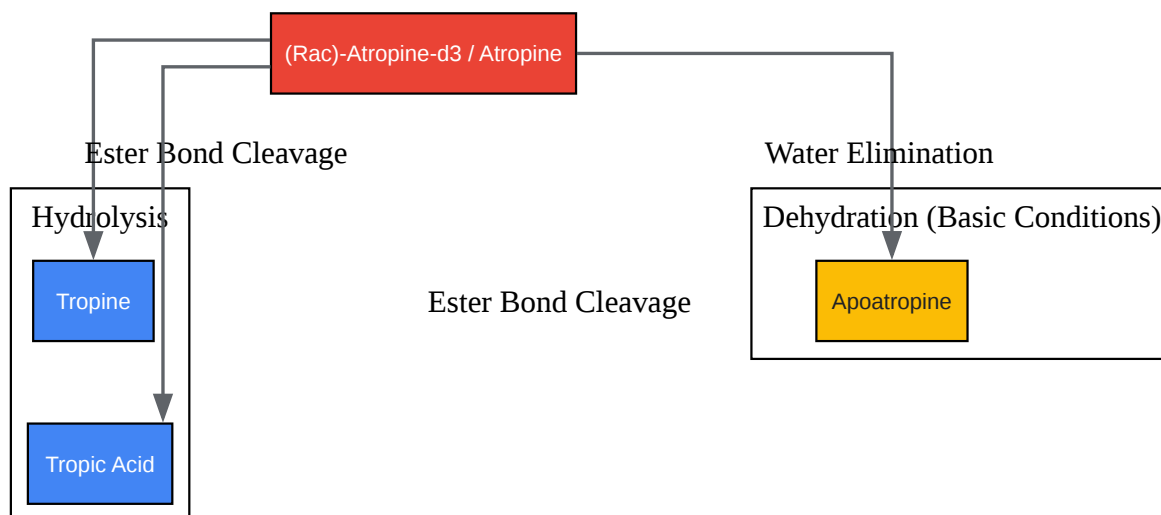 (Rac)-Atropine-d3 / Atropine
Ester Bond Cleavage
Water Elimination
Hydrolysis
Dehydration (Basic Conditions)
Tropine
Ester Bond Cleavage
Apoatropine
Tropic Acid